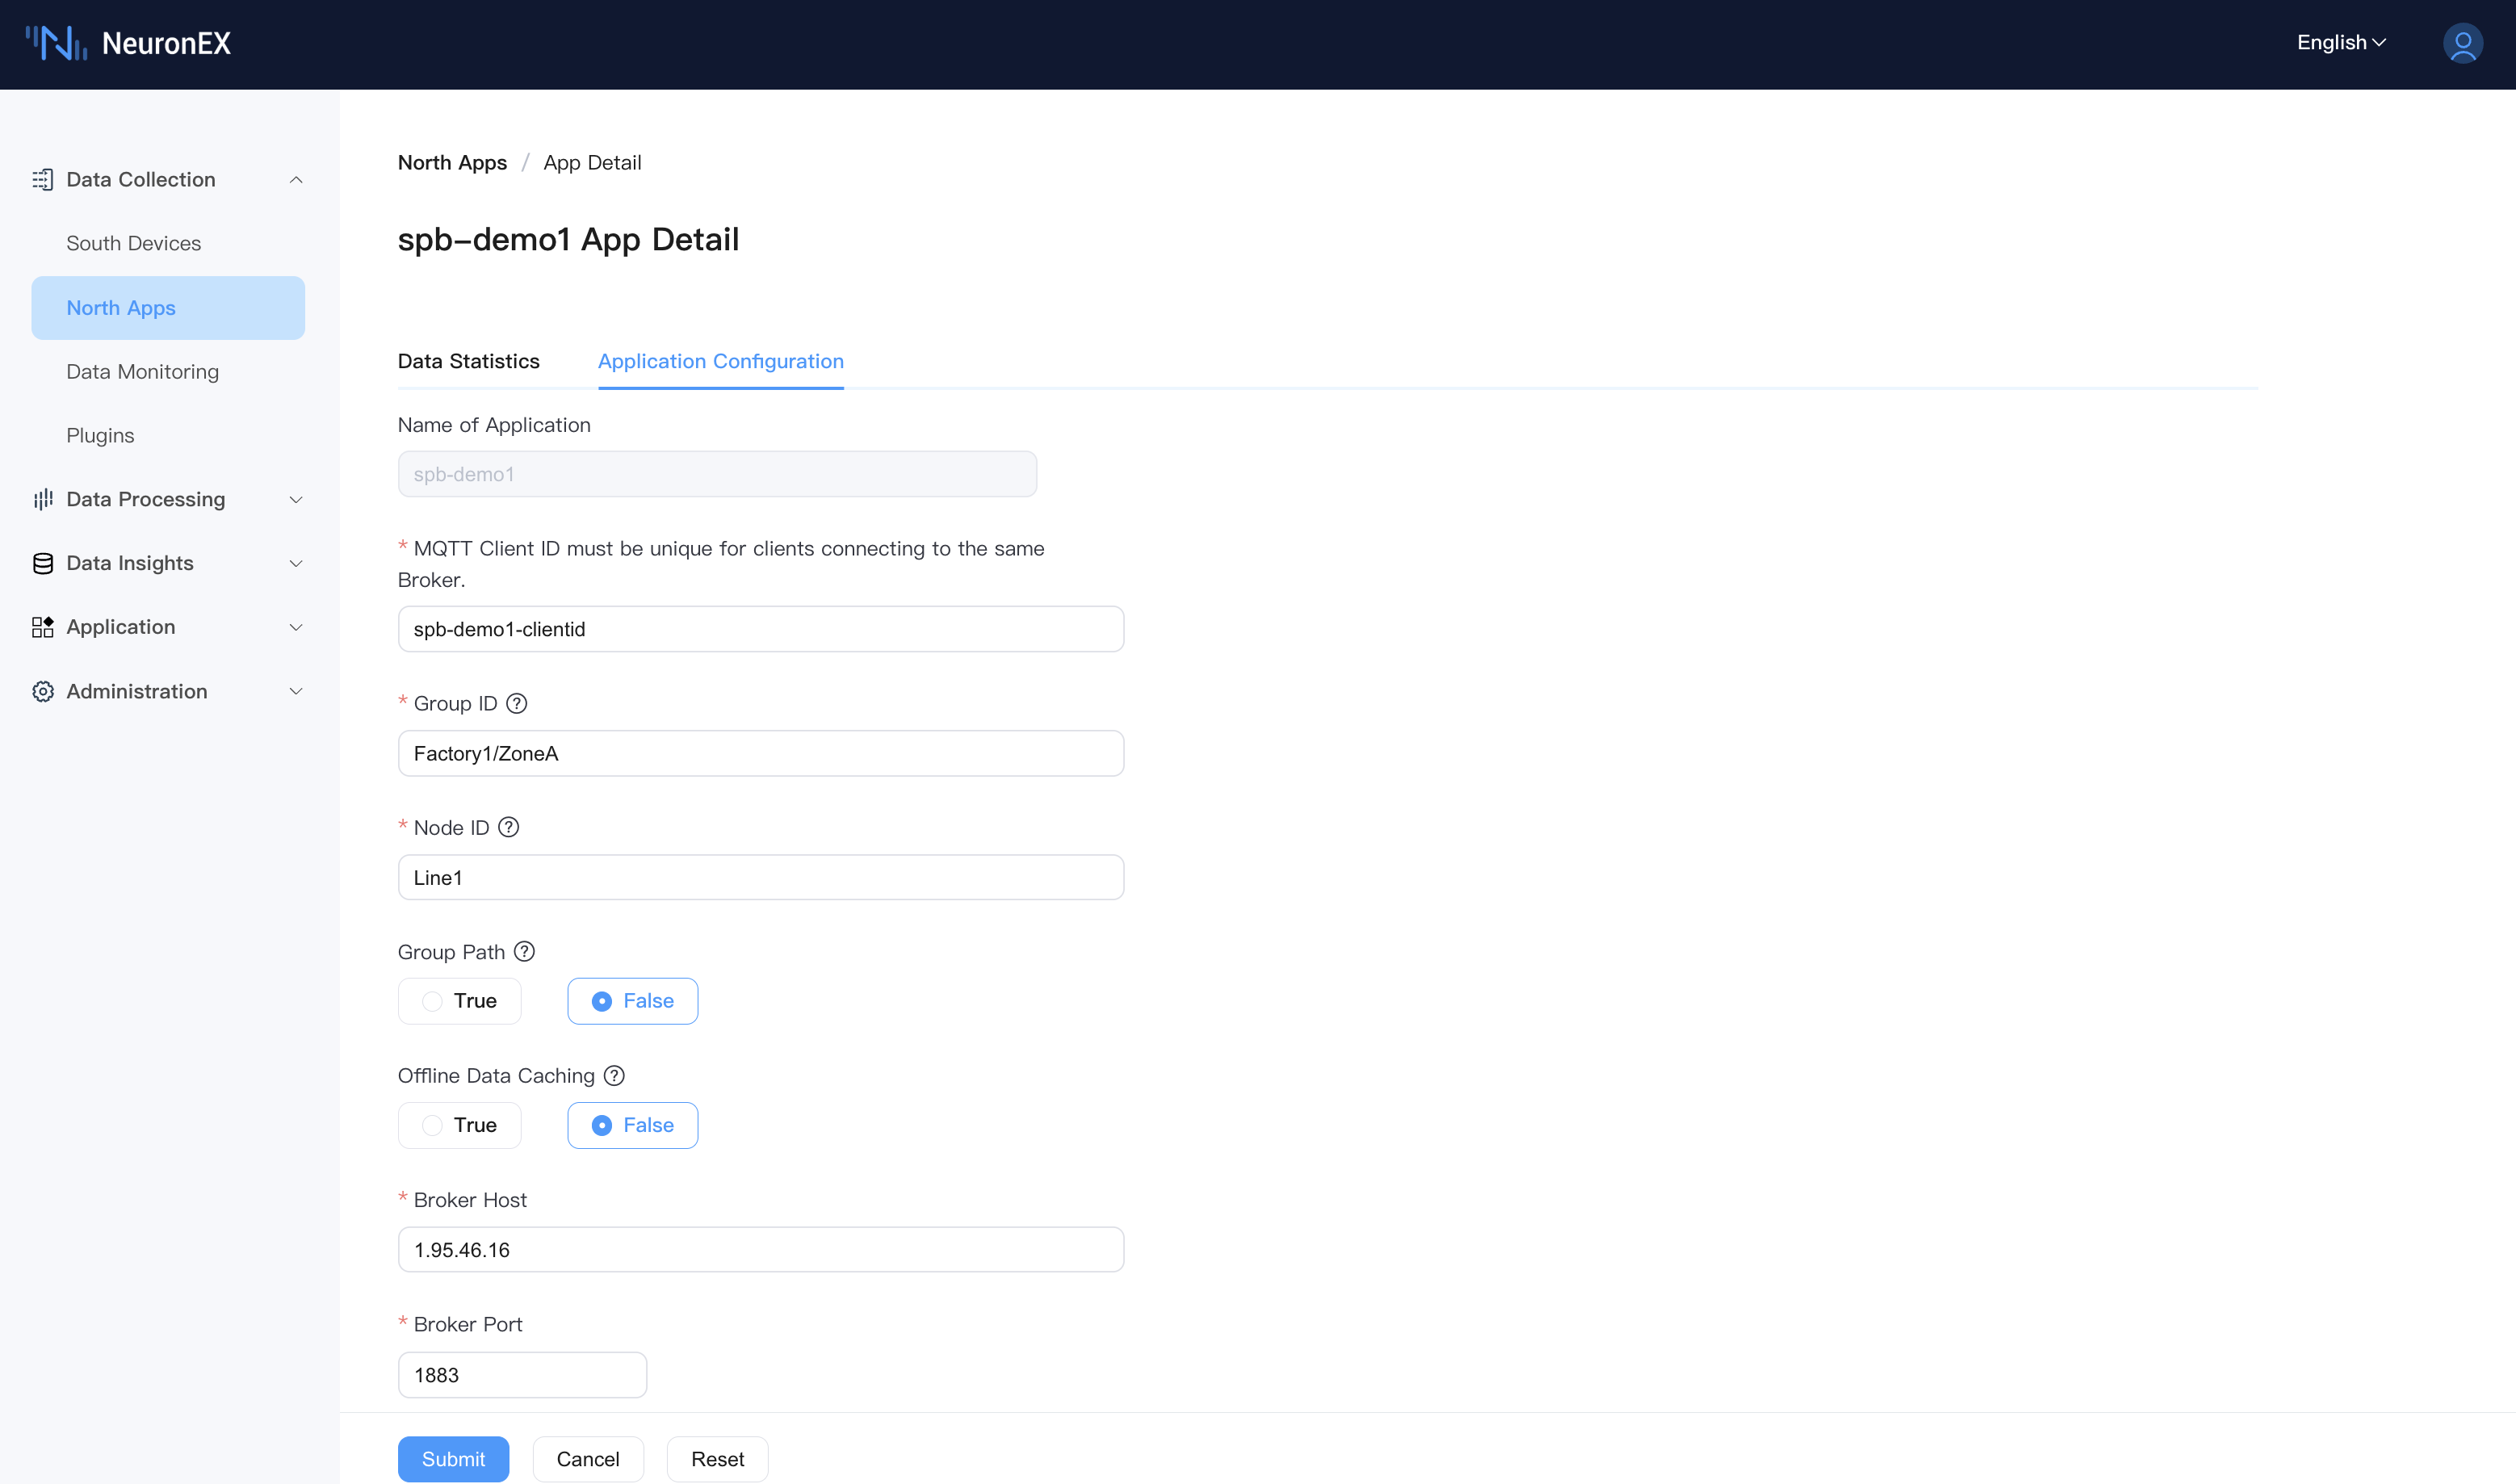 NeuronEX
English
Data Collection
South Devices
North Apps
Data Monitoring
Plugins
Data Processing
Data Insights
Application
Administration
North Apps / App Detail
spb-demo1 App Detail
Data Statistics
Application Configuration
Name of Application
spb-demo1
* MQTT Client ID must be unique for clients connecting to the same
Broker.
spb-demo1-clientid
* Group ID ?
Factory1/ZoneA
* Node ID ?
Line1
Group Path ?
True
False
Offline Data Caching ?
True
False
* Broker Host
1.95.46.16
* Broker Port
1883
Submit
Cancel
Reset